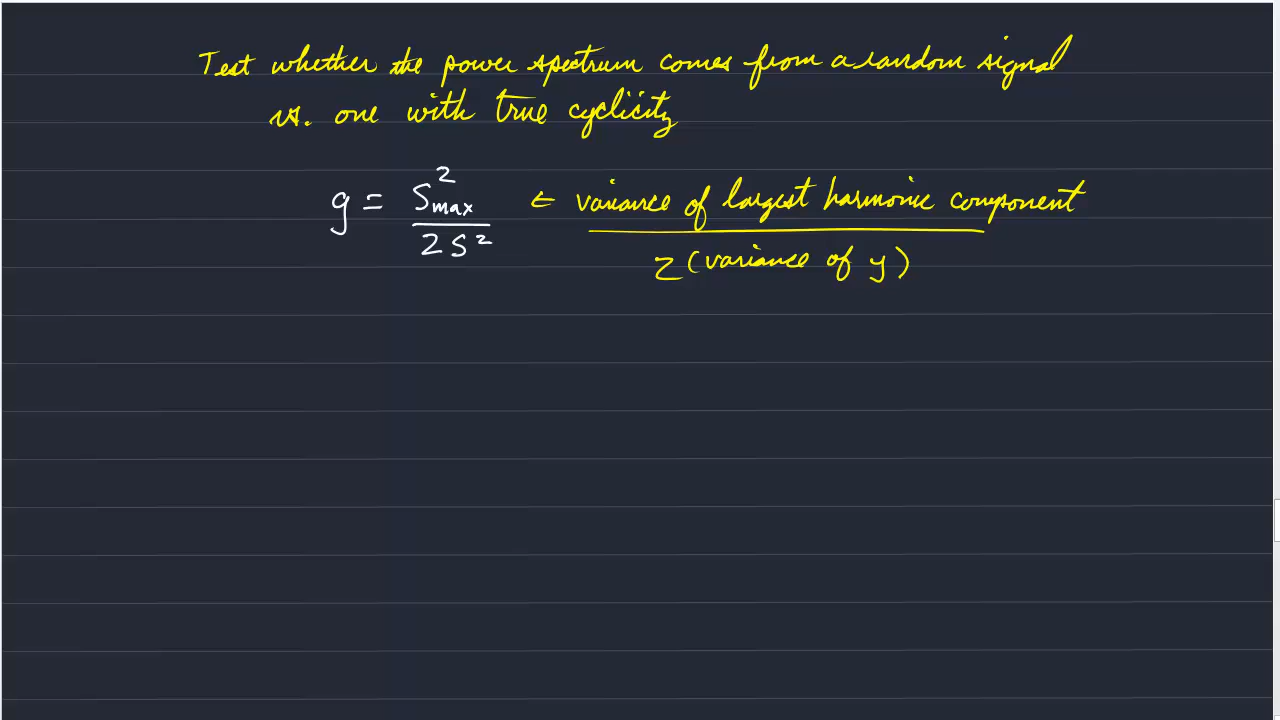 Test whether the power spectrum comes from a random signal
vs. one with true cyclicity
g = S²max / 2S² ← variance of largest harmonic component
2(variance of y)